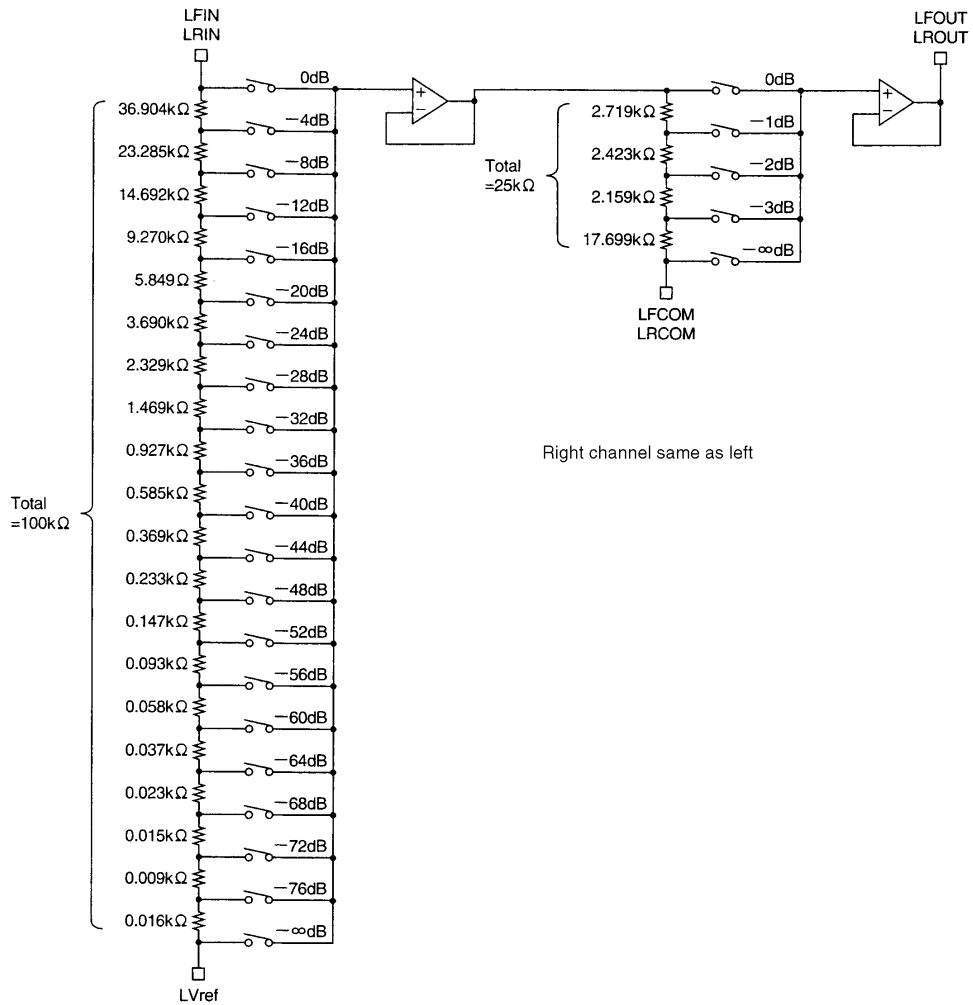 LFIN
LRIN
LFOUT
LROUT
0dB
36.904kΩ
−4dB
23.285kΩ
−8dB
14.692kΩ
−12dB
9.270kΩ
−16dB
5.849kΩ
−20dB
3.690kΩ
−24dB
2.329kΩ
−28dB
1.469kΩ
−32dB
0.927kΩ
−36dB
0.585kΩ
−40dB
0.369kΩ
−44dB
0.233kΩ
−48dB
0.147kΩ
−52dB
0.093kΩ
−56dB
0.058kΩ
−60dB
0.037kΩ
−64dB
0.023kΩ
−68dB
0.015kΩ
−72dB
0.009kΩ
−76dB
0.016kΩ
−∞dB
Total
=100kΩ
LVref
+
−
0dB
2.719kΩ
−1dB
2.423kΩ
−2dB
2.159kΩ
−3dB
17.699kΩ
−∞dB
Total
=25kΩ
LFCOM
LRCOM
+
−
Right channel same as left